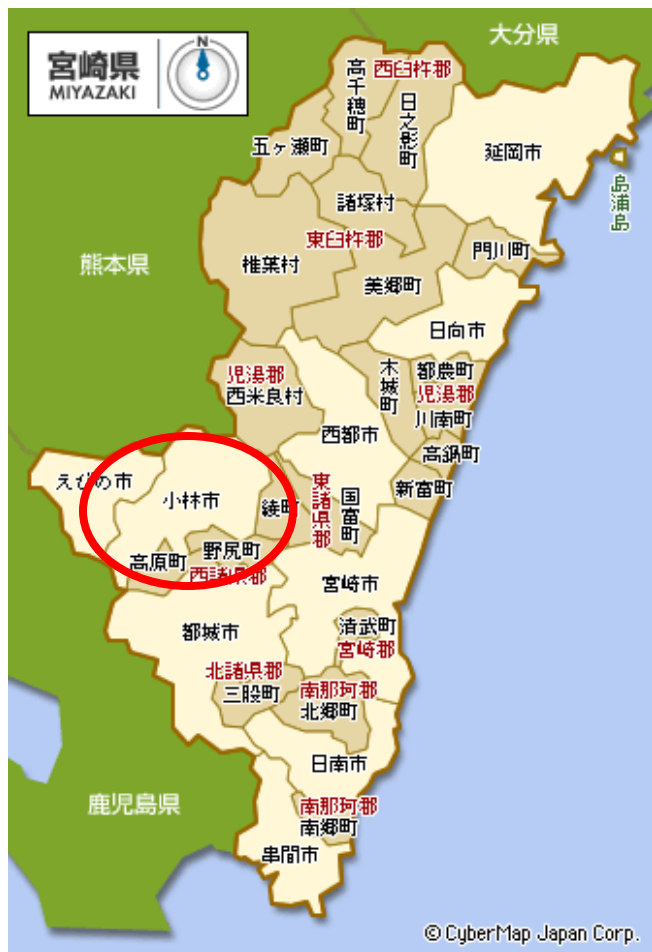 宮崎県
MIYAZAKI
N
大分県
高千穂町
西臼杵郡
日之影町
五ヶ瀬町
延岡市
島浦島
諸塚村
東臼杵郡
門川町
熊本県
椎葉村
美郷町
日向市
児湯郡
西米良村
木城町
都農町
児湯郡
川南町
西都市
高鍋町
えびの市
小林市
綾町
東諸県郡
国富町
新富町
高原町
野尻町
西諸県郡
宮崎市
都城市
清武町
宮崎郡
北諸県郡
三股町
南那珂郡
北郷町
日南市
鹿児島県
南那珂郡
南郷町
串間市
© CyberMap Japan Corp.